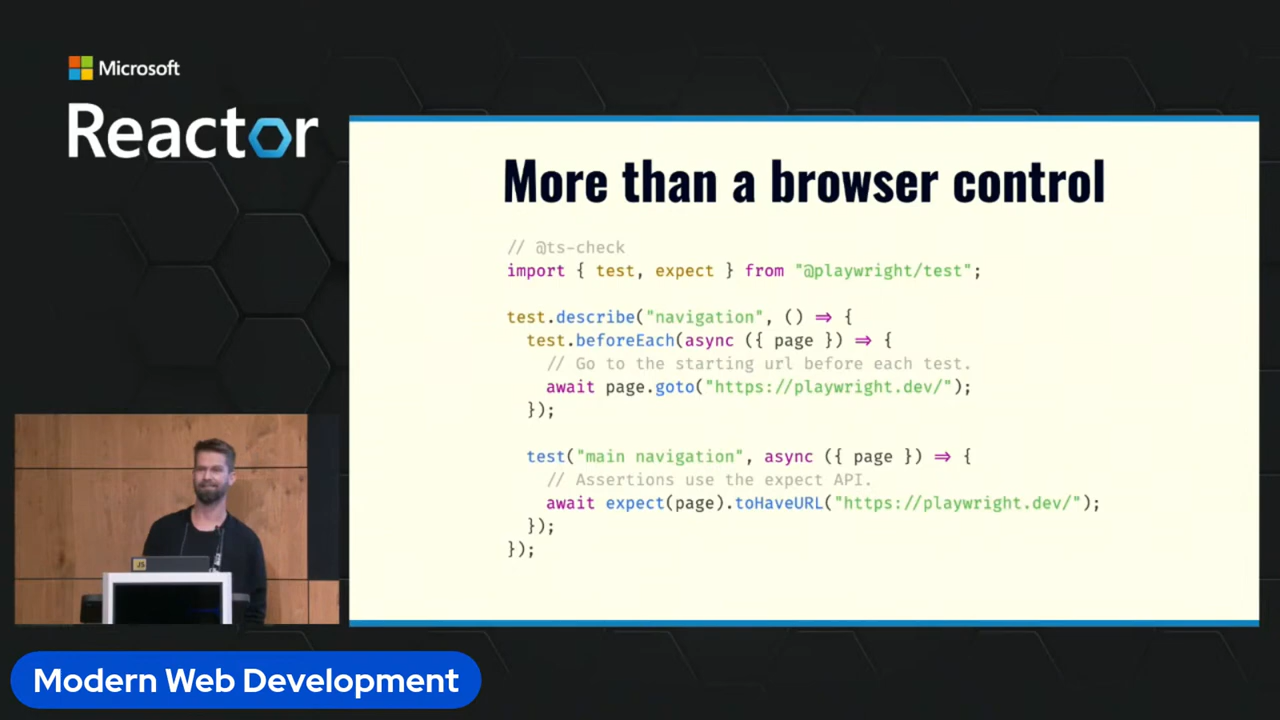 Microsoft
Reactor
More than a browser control
// @ts-check
import { test, expect } from "@playwright/test";
test.describe("navigation", () => {
  test.beforeEach(async ({ page }) => {
    // Go to the starting url before each test.
    await page.goto("https://playwright.dev/");
  });
  test("main navigation", async ({ page }) => {
    // Assertions use the expect API.
    await expect(page).toHaveURL("https://playwright.dev/");
  });
});
JS
Modern Web Development